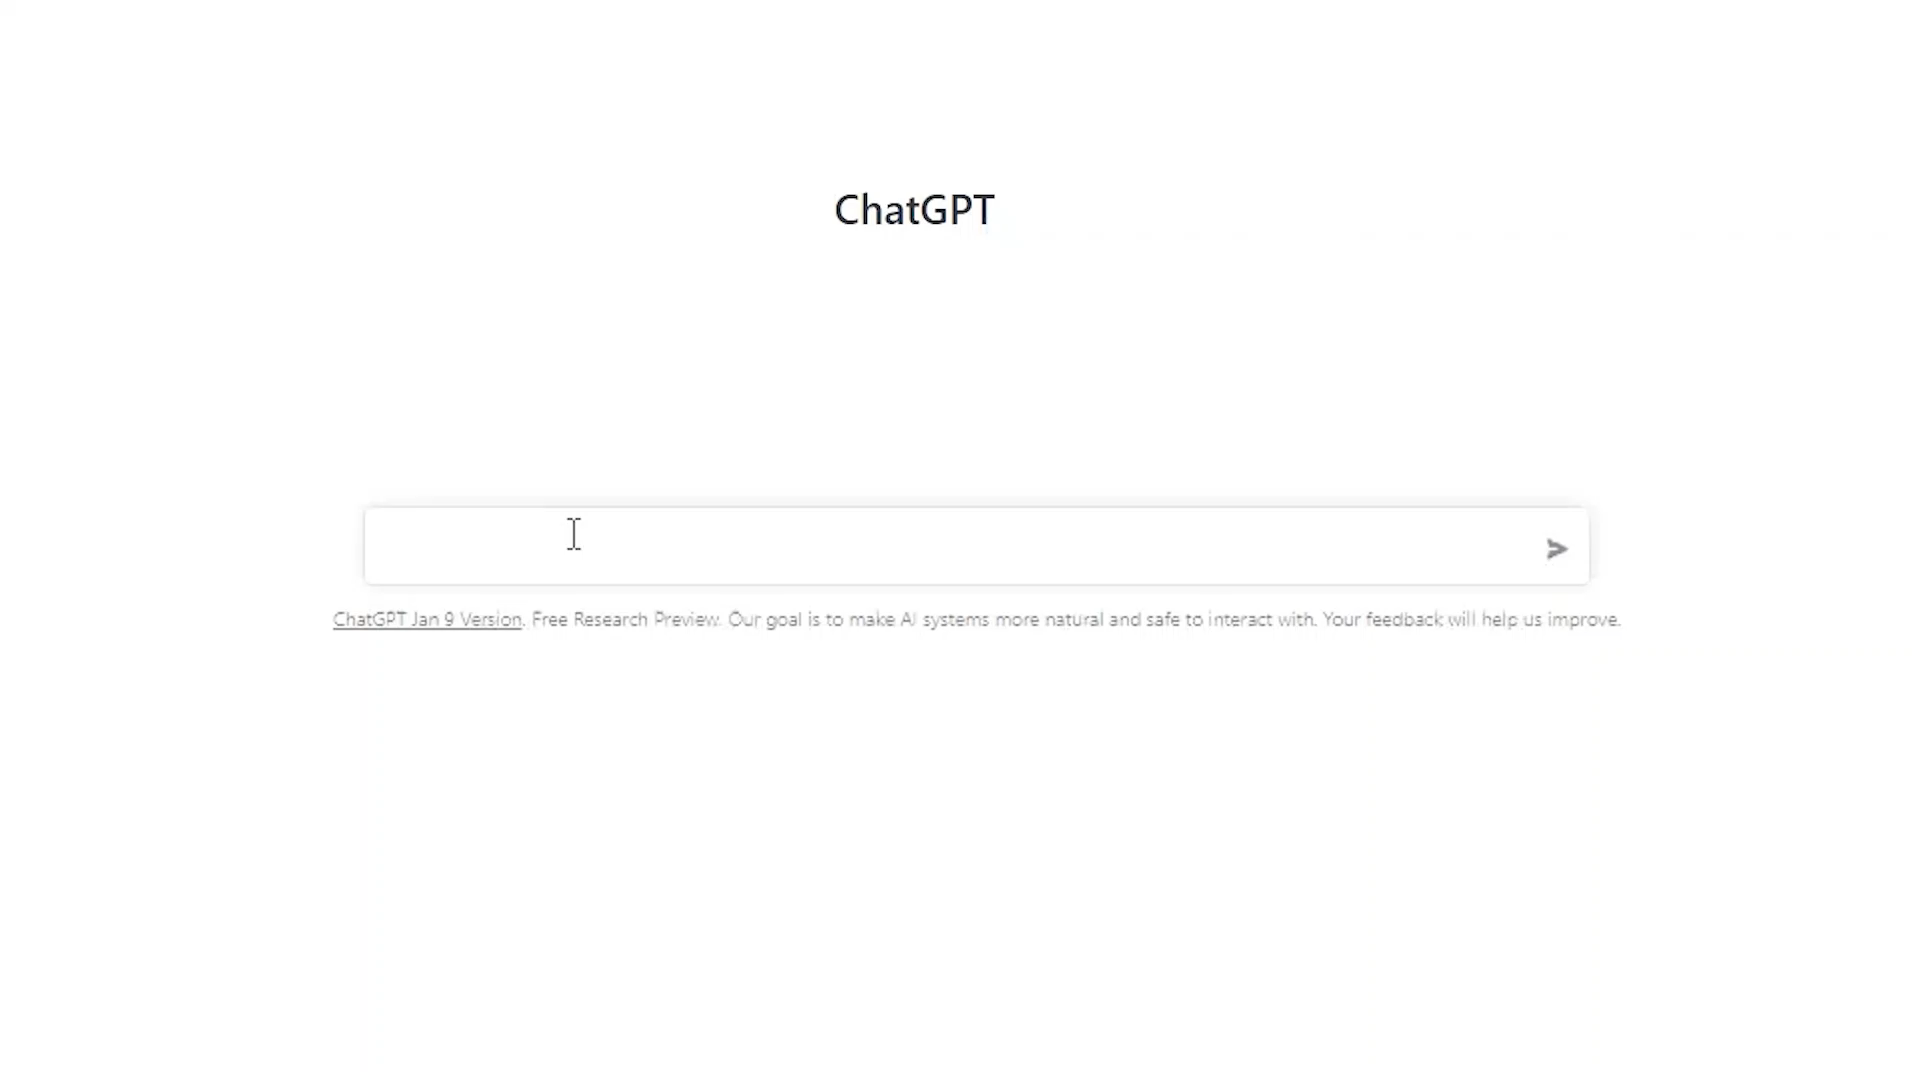 ChatGPT
ChatGPT Jan 9 Version. Free Research Preview. Our goal is to make AI systems more natural and safe to interact with. Your feedback will help us improve.